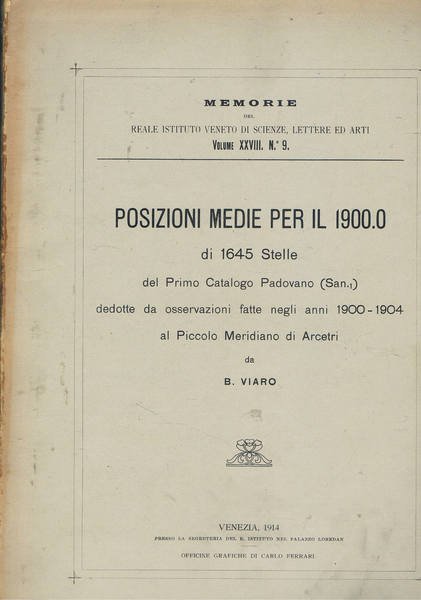 MEMORIE
DEL
REALE ISTITUTO VENETO DI SCIENZE, LETTERE ED ARTI
VOLUME XXVIII. N.º 9.
POSIZIONI MEDIE PER IL 1900.0
di 1645 Stelle
del Primo Catalogo Padovano (San.₁)
dedotte da osservazioni fatte negli anni 1900-1904
al Piccolo Meridiano di Arcetri
da
B. VIARO
VENEZIA, 1914
PRESSO LA SEGRETERIA DEL R. ISTITUTO NEL PALAZZO LOREDAN
OFFICINE GRAFICHE DI CARLO FERRARI